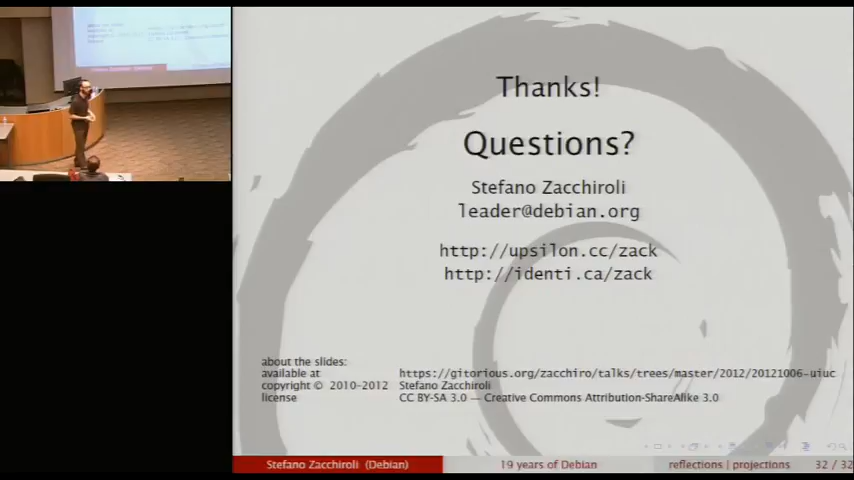 Thanks!
Questions?
Stefano Zacchiroli
leader@debian.org
http://upsilon.cc/zack
http://identi.ca/zack
about the slides:
available at https://gitorious.org/zacchiro/talks/trees/master/2012/20121006-uiuc
copyright © 2010-2012 Stefano Zacchiroli
license CC BY-SA 3.0 — Creative Commons Attribution-ShareAlike 3.0
Stefano Zacchiroli (Debian) 19 years of Debian reflections | projections 32 / 32